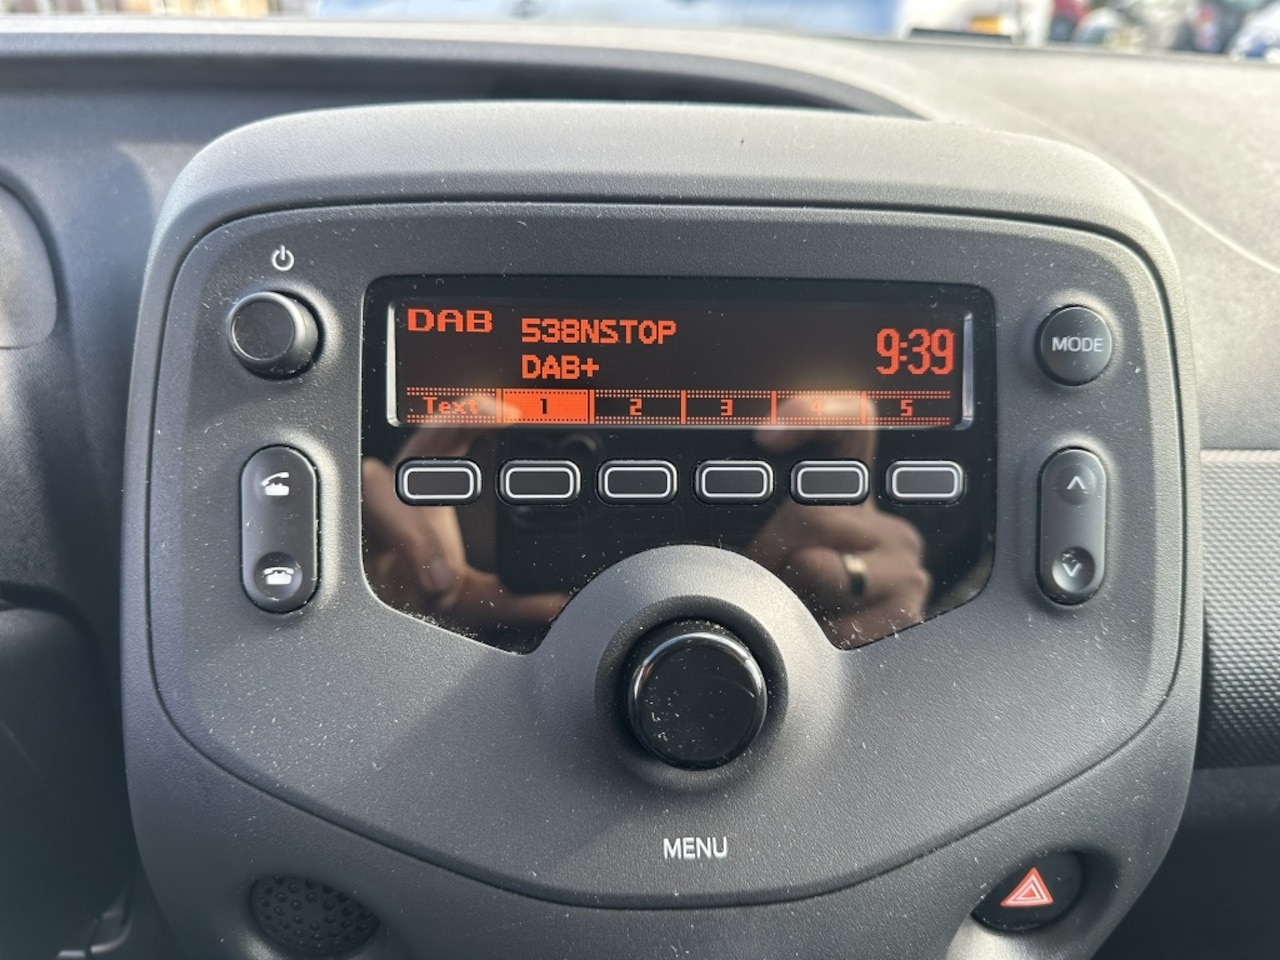 DAB
538NSTOP
DAB+
9:39
Text 1 2 3 4 5
MODE
MENU